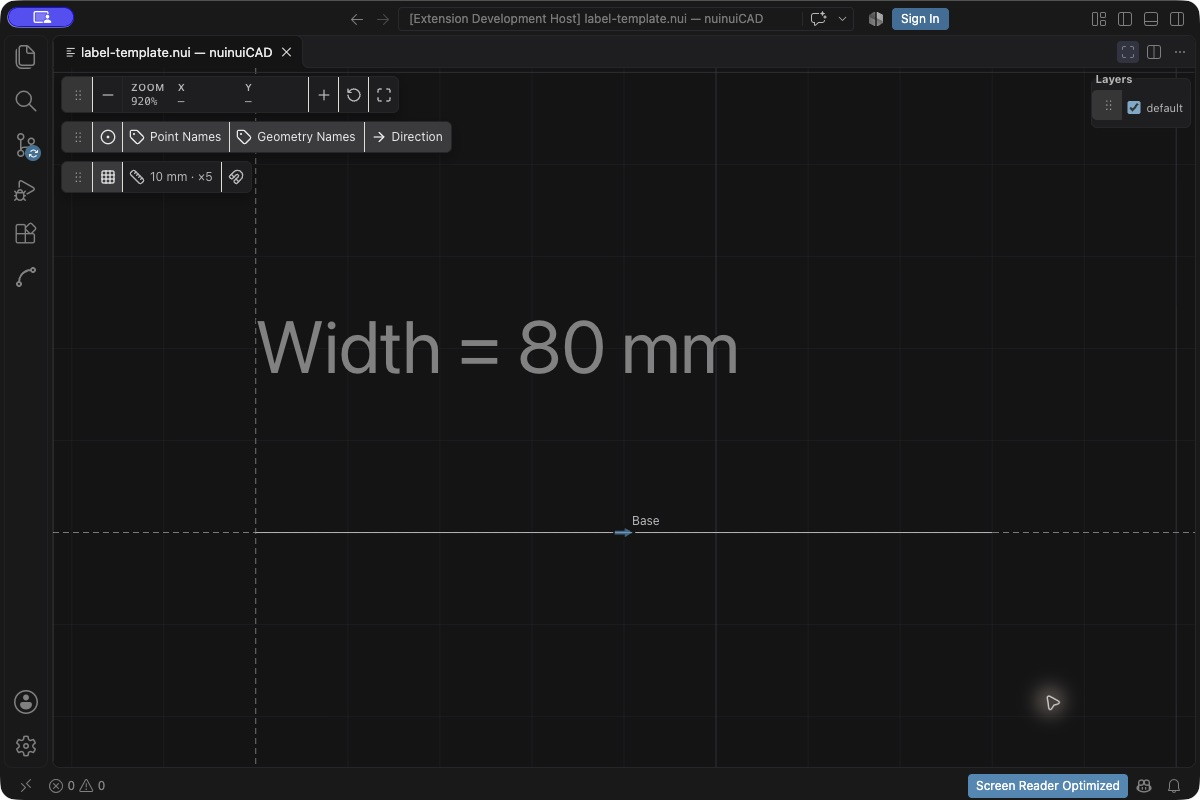 [Extension Development Host] label-template.nui — nuinuiCAD
Sign In
label-template.nui — nuinuiCAD
ZOOM X Y
920% – –
Layers
default
Point Names Geometry Names Direction
10 mm · ×5
Width = 80 mm
Base
0 0
Screen Reader Optimized